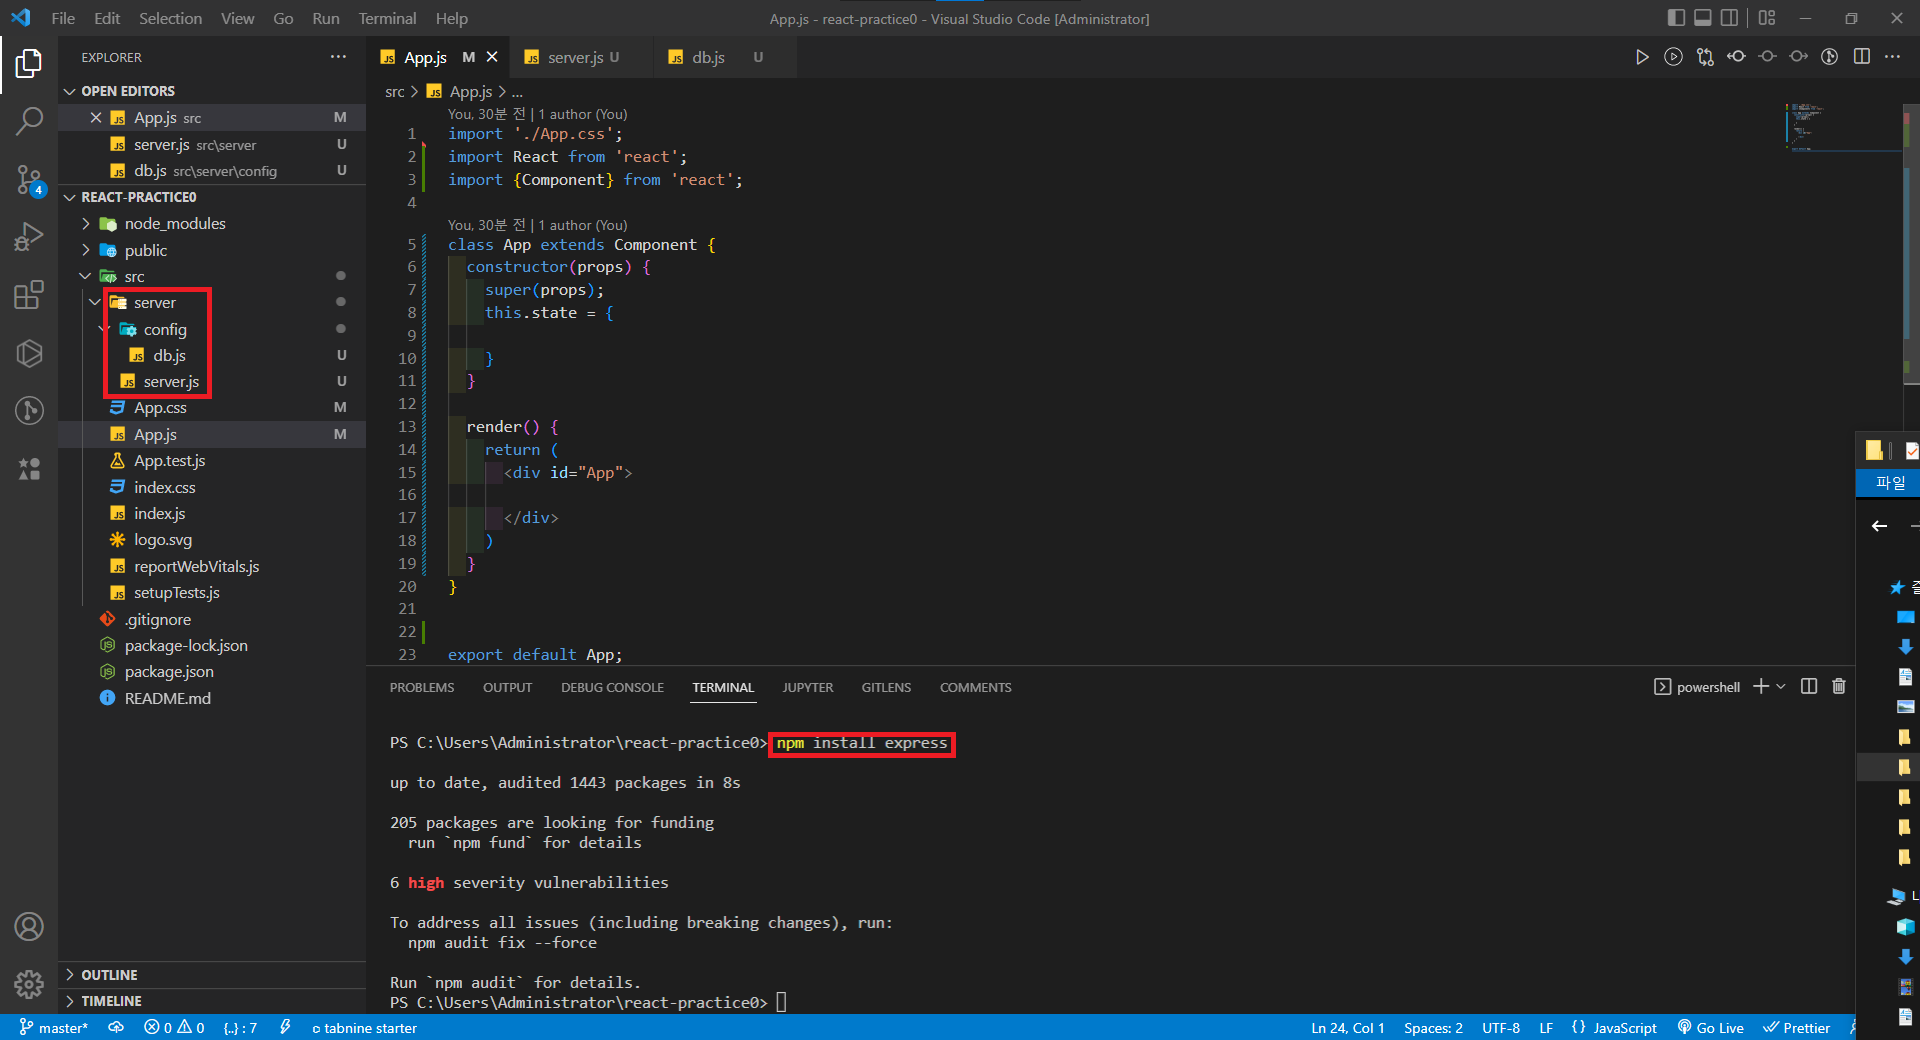 File Edit Selection View Go Run Terminal Help
App.js - react-practice0 - Visual Studio Code [Administrator]
EXPLORER
OPEN EDITORS
App.js src M
server.js src\server U
db.js src\server\config U
REACT-PRACTICE0
node_modules
public
src
server
config
db.js U
server.js U
App.css M
App.js M
App.test.js
index.css
index.js
logo.svg
reportWebVitals.js
setupTests.js
.gitignore
package-lock.json
package.json
README.md
OUTLINE
TIMELINE
4
App.js M
server.js U
db.js U
src > App.js > ...
You, 30분 전 | 1 author (You)
1 import './App.css';
2 import React from 'react';
3 import {Component} from 'react';
4
You, 30분 전 | 1 author (You)
5 class App extends Component {
6 constructor(props) {
7 super(props);
8 this.state = {
9
10 }
11 }
12
13 render() {
14 return (
15 <div id="App">
16
17 </div>
18 )
19 }
20 }
21
22
23 export default App;
PROBLEMS OUTPUT DEBUG CONSOLE TERMINAL JUPYTER GITLENS COMMENTS
powershell
PS C:\Users\Administrator\react-practice0> npm install express
up to date, audited 1443 packages in 8s
205 packages are looking for funding
run `npm fund` for details
6 high severity vulnerabilities
To address all issues (including breaking changes), run:
npm audit fix --force
Run `npm audit` for details.
PS C:\Users\Administrator\react-practice0>
파일
master* 0 0 {..} : 7 tabnine starter
Ln 24, Col 1 Spaces: 2 UTF-8 LF {} JavaScript Go Live Prettier